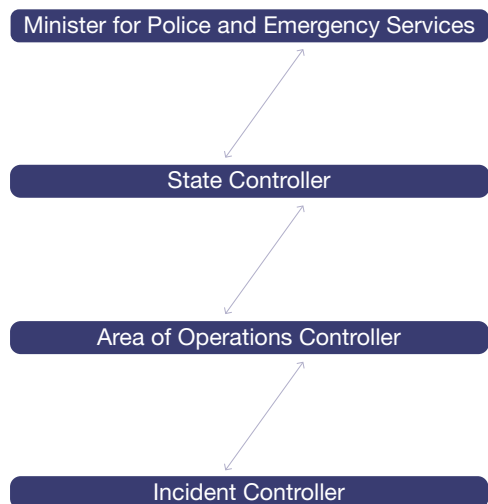 Minister for Police and Emergency Services
State Controller
Area of Operations Controller
Incident Controller